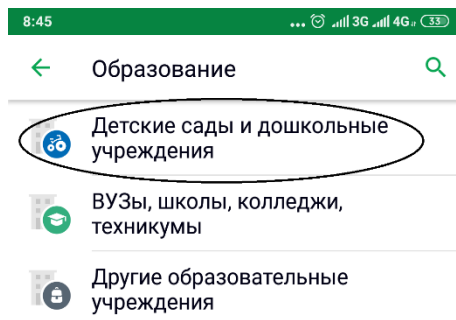 8:45 ... 3G 4G 33
Образование
Детские сады и дошкольные
учреждения
ВУЗы, школы, колледжи,
техникумы
Другие образовательные
учреждения